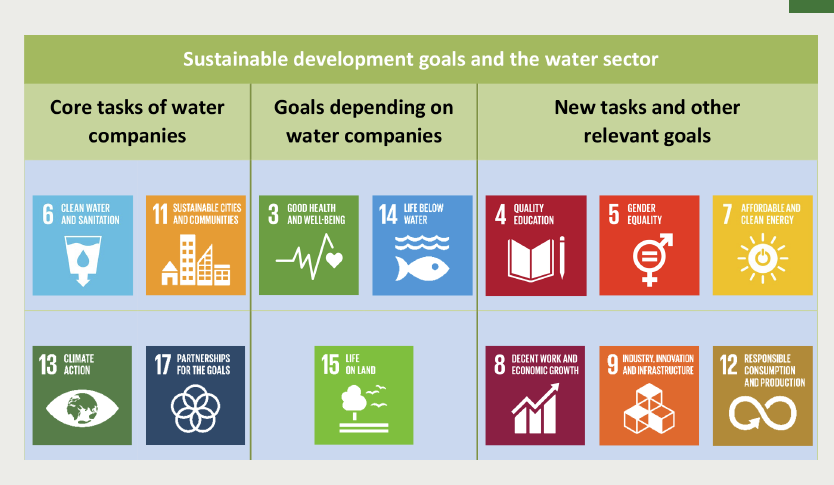 Sustainable development goals and the water sector
Core tasks of water
companies
Goals depending on
water companies
New tasks and other
relevant goals
6 CLEAN WATER
AND SANITATION
11 SUSTAINABLE CITIES
AND COMMUNITIES
3 GOOD HEALTH
AND WELL-BEING
14 LIFE BELOW
WATER
4 QUALITY
EDUCATION
5 GENDER
EQUALITY
7 AFFORDABLE AND
CLEAN ENERGY
13 CLIMATE
ACTION
17 PARTNERSHIPS
FOR THE GOALS
15 LIFE
ON LAND
8 DECENT WORK AND
ECONOMIC GROWTH
9 INDUSTRY, INNOVATION
AND INFRASTRUCTURE
12 RESPONSIBLE
CONSUMPTION
AND PRODUCTION